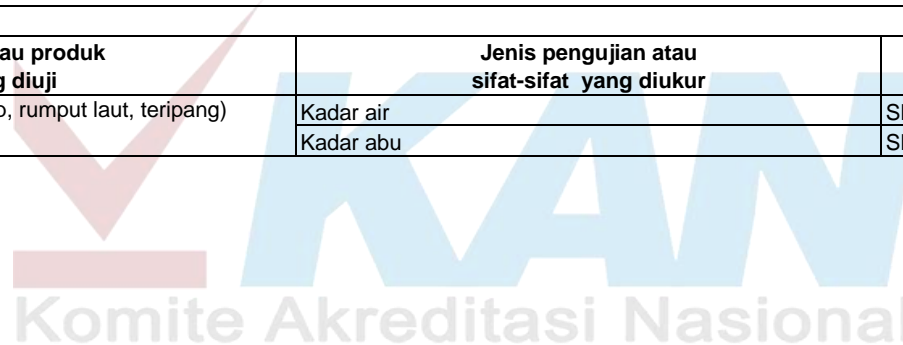 au produk
g diuji
Jenis pengujian atau
sifat-sifat yang diukur
, rumput laut, teripang)
Kadar air
Kadar abu
KAN
Komite Akreditasi Nasional